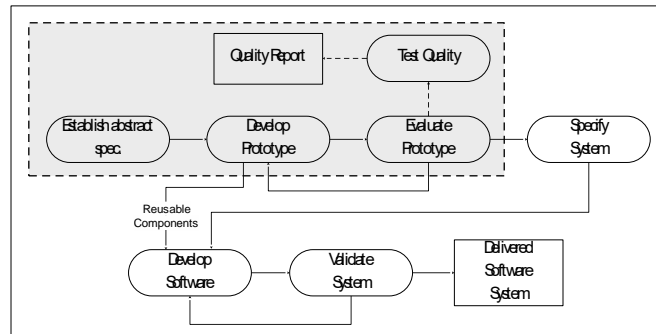 Quality Report
Test Quality
Establish abstract
spec.
Develop
Prototype
Evaluate
Prototype
Specify
System
Reusable
Components
Develop
Software
Validate
System
Delivered
Software
System